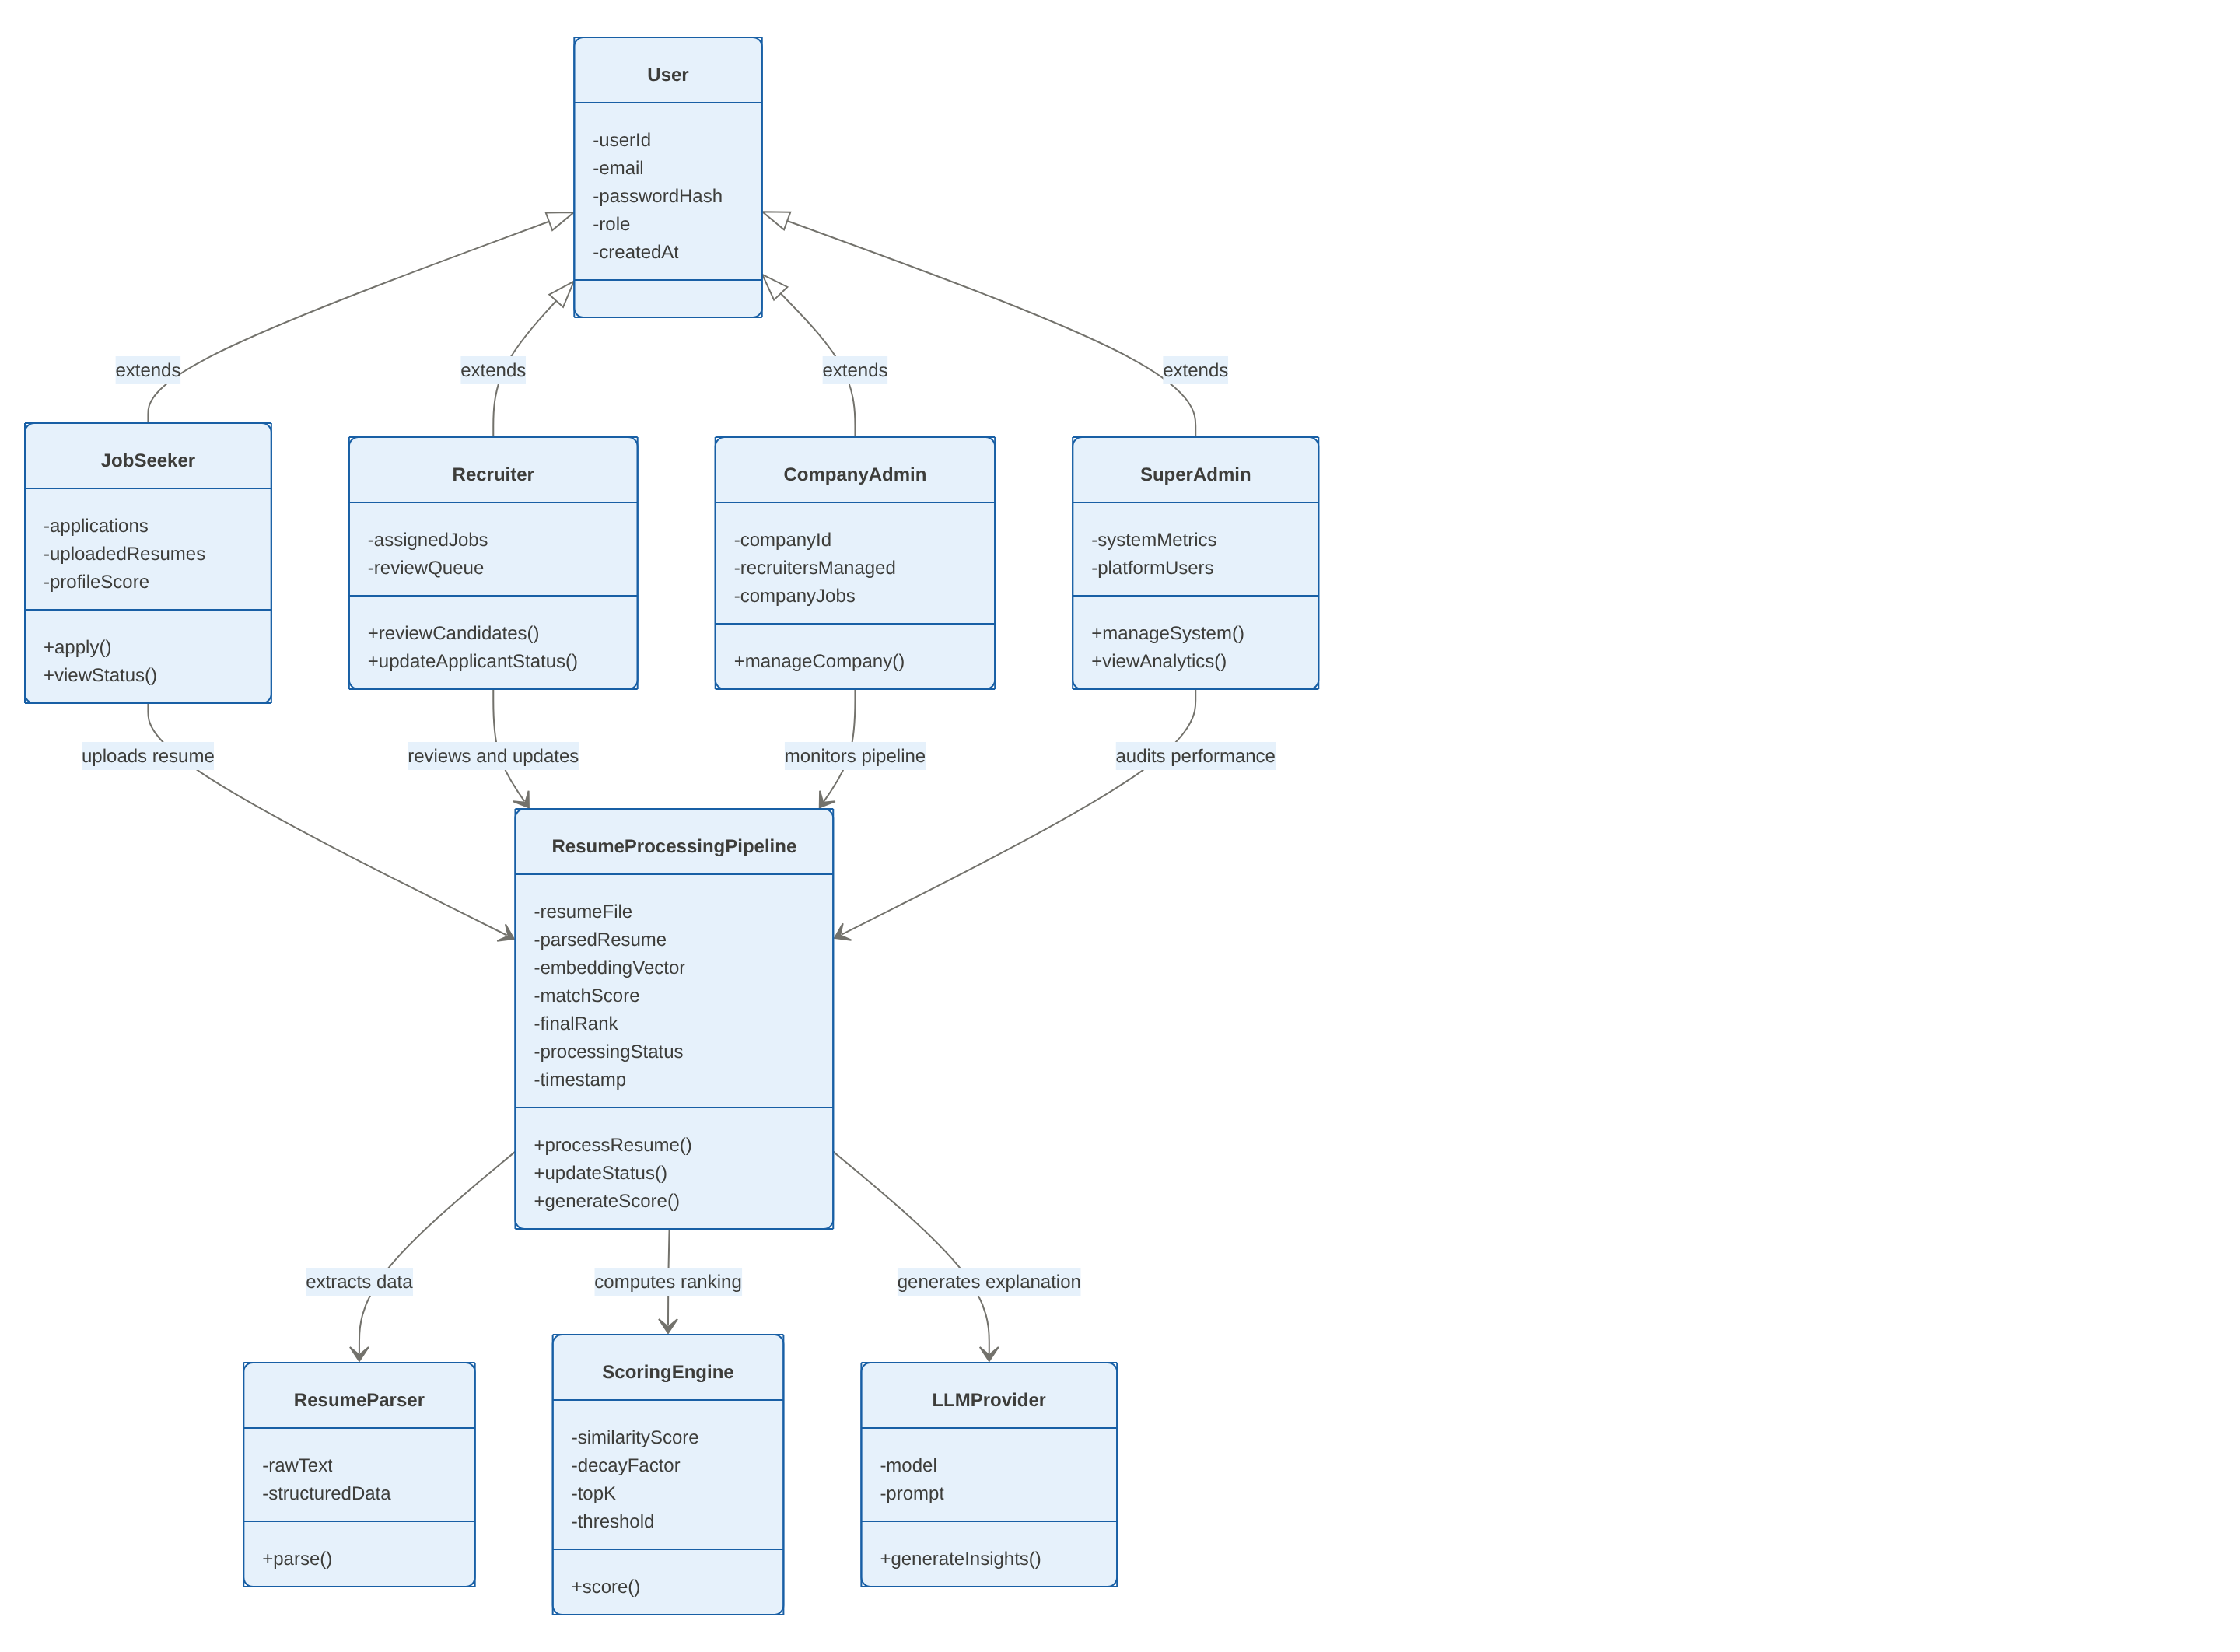 User
-userId
-email
-passwordHash
-role
-createdAt
extends
extends
extends
extends
JobSeeker
-applications
-uploadedResumes
-profileScore
+apply()
+viewStatus()
Recruiter
-assignedJobs
-reviewQueue
+reviewCandidates()
+updateApplicantStatus()
CompanyAdmin
-companyId
-recruitersManaged
-companyJobs
+manageCompany()
SuperAdmin
-systemMetrics
-platformUsers
+manageSystem()
+viewAnalytics()
uploads resume
reviews and updates
monitors pipeline
audits performance
ResumeProcessingPipeline
-resumeFile
-parsedResume
-embeddingVector
-matchScore
-finalRank
-processingStatus
-timestamp
+processResume()
+updateStatus()
+generateScore()
extracts data
computes ranking
generates explanation
ResumeParser
-rawText
-structuredData
+parse()
ScoringEngine
-similarityScore
-decayFactor
-topK
-threshold
+score()
LLMProvider
-model
-prompt
+generateInsights()